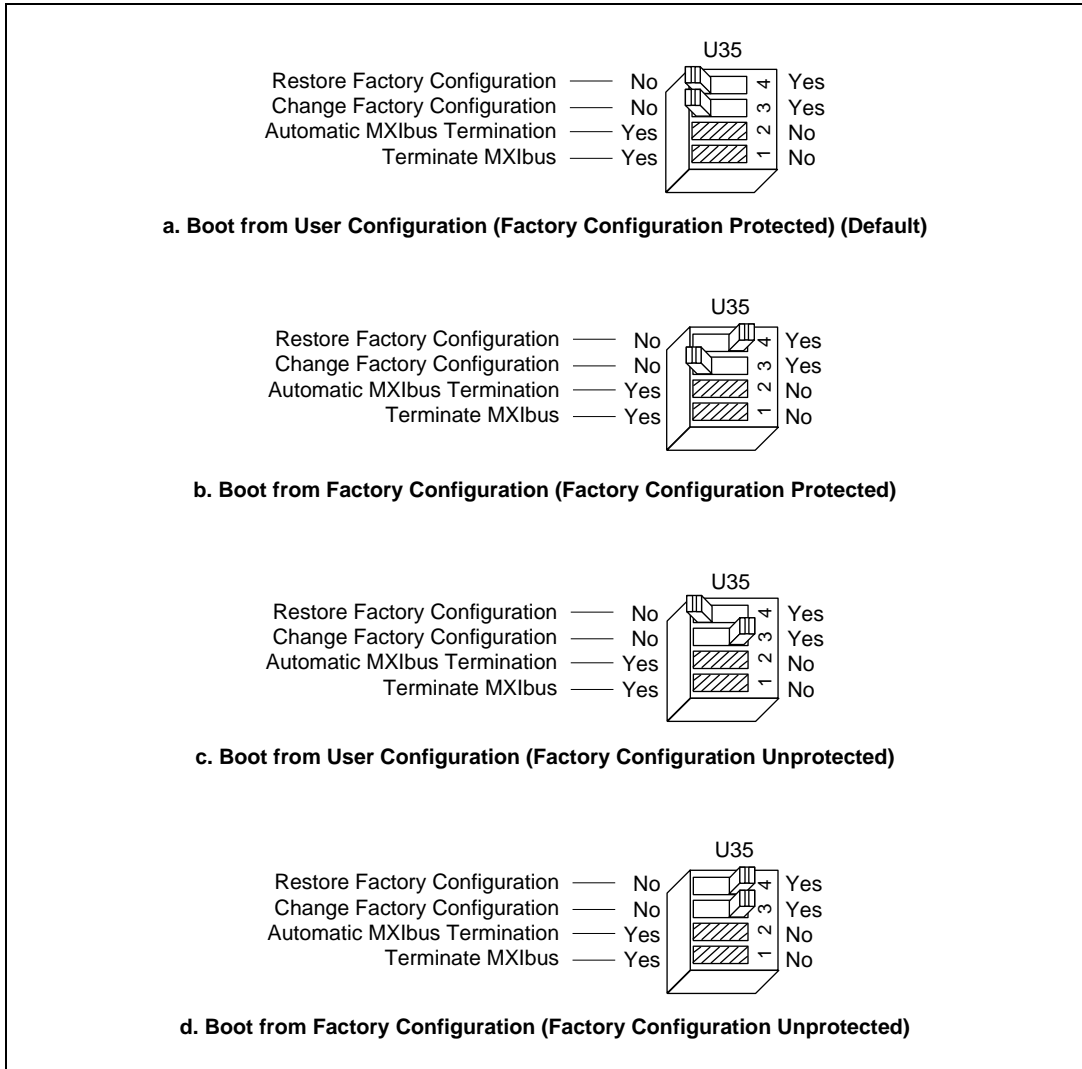 U35
Restore Factory Configuration No 4 Yes
Change Factory Configuration No 3 Yes
Automatic MXIbus Termination Yes 2 No
Terminate MXIbus Yes 1 No
a. Boot from User Configuration (Factory Configuration Protected) (Default)
U35
Restore Factory Configuration No 4 Yes
Change Factory Configuration No 3 Yes
Automatic MXIbus Termination Yes 2 No
Terminate MXIbus Yes 1 No
b. Boot from Factory Configuration (Factory Configuration Protected)
U35
Restore Factory Configuration No 4 Yes
Change Factory Configuration No 3 Yes
Automatic MXIbus Termination Yes 2 No
Terminate MXIbus Yes 1 No
c. Boot from User Configuration (Factory Configuration Unprotected)
U35
Restore Factory Configuration No 4 Yes
Change Factory Configuration No 3 Yes
Automatic MXIbus Termination Yes 2 No
Terminate MXIbus Yes 1 No
d. Boot from Factory Configuration (Factory Configuration Unprotected)